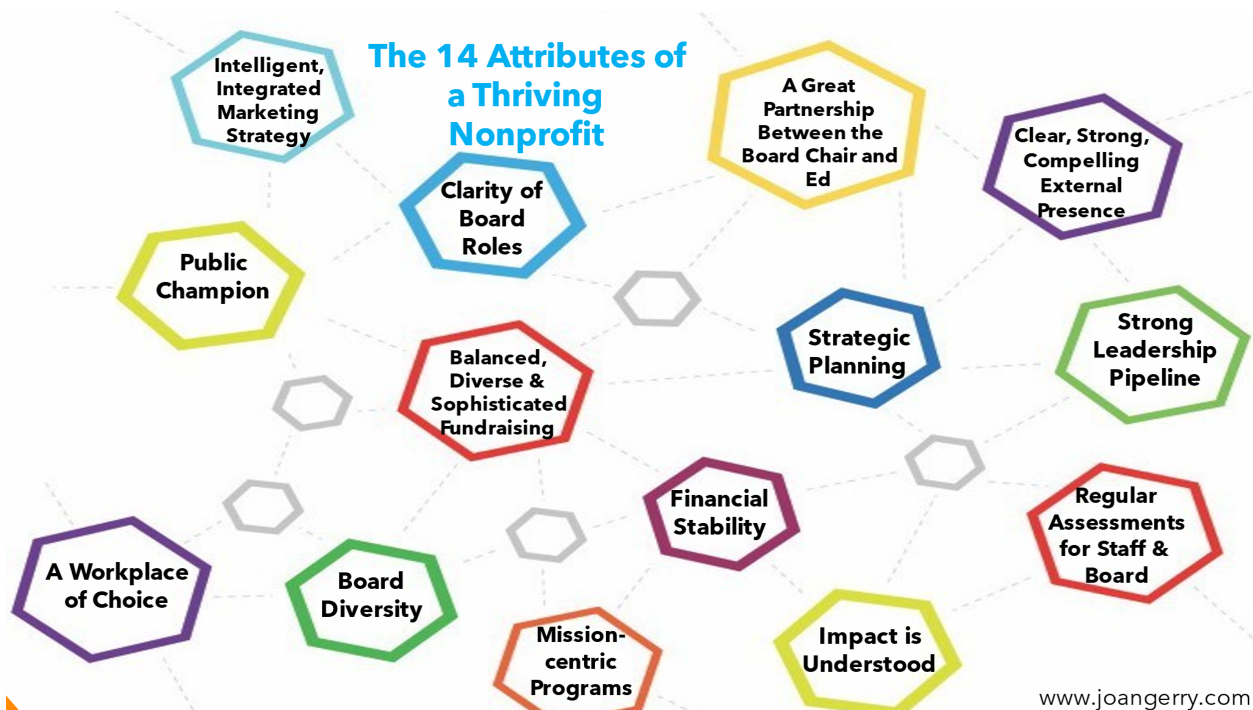 The 14 Attributes of
a Thriving
Nonprofit
Intelligent,
Integrated
Marketing
Strategy
Clarity of
Board
Roles
A Great
Partnership
Between the
Board Chair and
Ed
Clear, Strong,
Compelling
External
Presence
Public
Champion
Balanced,
Diverse &
Sophisticated
Fundraising
Strategic
Planning
Strong
Leadership
Pipeline
Financial
Stability
Regular
Assessments
for Staff &
Board
A Workplace
of Choice
Board
Diversity
Mission-
centric
Programs
Impact is
Understood
www.joangerry.com